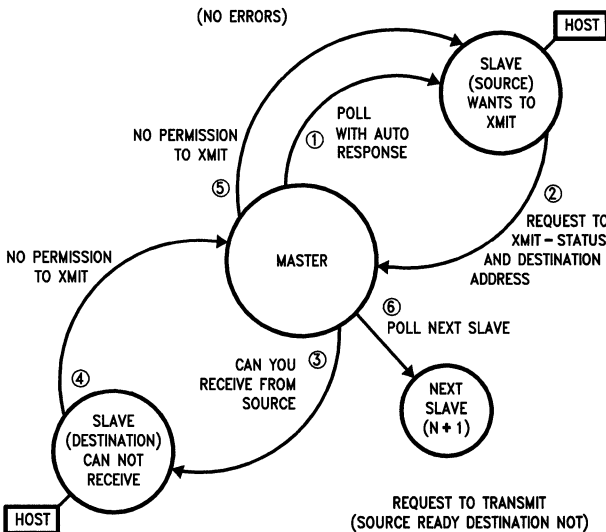 (NO ERRORS)
HOST
SLAVE
(SOURCE)
WANTS TO
XMIT
POLL
WITH AUTO
RESPONSE
①
NO PERMISSION
TO XMIT
⑤
②
REQUEST TO
XMIT-STATUS
AND DESTINATION
ADDRESS
MASTER
NO PERMISSION
TO XMIT
⑥
POLL NEXT SLAVE
CAN YOU
RECEIVE FROM
SOURCE
③
④
NEXT
SLAVE
(N+1)
SLAVE
(DESTINATION)
CAN NOT
RECEIVE
HOST
REQUEST TO TRANSMIT
(SOURCE READY DESTINATION NOT)